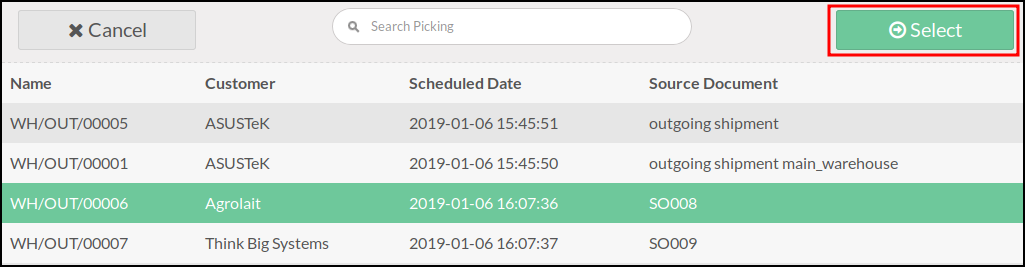 Cancel
Search Picking
Select
Name Customer Scheduled Date Source Document
WH/OUT/00005 ASUSTeK 2019-01-06 15:45:51 outgoing shipment
WH/OUT/00001 ASUSTeK 2019-01-06 15:45:50 outgoing shipment main_warehouse
WH/OUT/00006 Agrolait 2019-01-06 16:07:36 SO008
WH/OUT/00007 Think Big Systems 2019-01-06 16:07:37 SO009